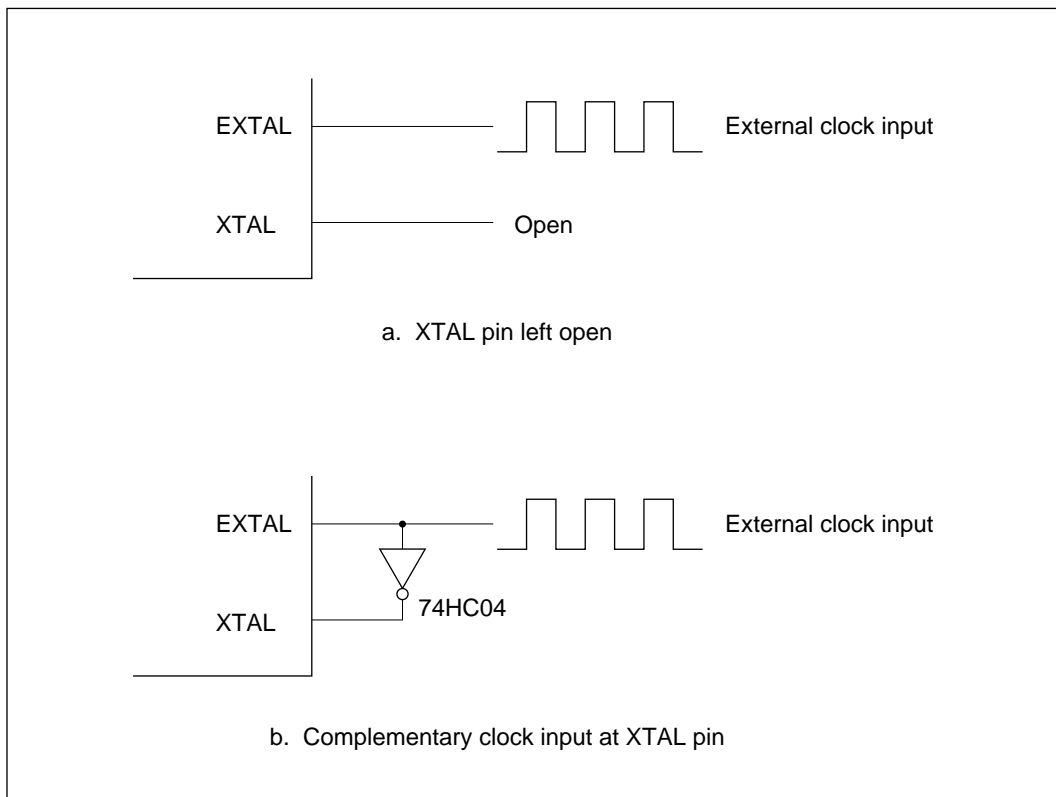 EXTAL
External clock input
XTAL
Open
a. XTAL pin left open
EXTAL
External clock input
74HC04
XTAL
b. Complementary clock input at XTAL pin